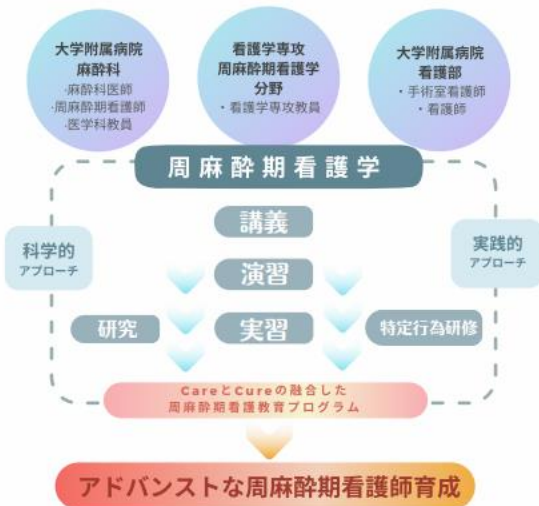 大学附属病院
麻酔科
·麻酔科医師
·周麻酔期看護師
·医学科教員
看護学専攻
周麻酔期看護学
分野
・看護学専攻教員
大学附属病院
看護部
・手術室看護師
・看護師
周麻酔期看護学
科学的
アプローチ
実践的
アプローチ
講義
演習
研究
実習
特定行為研修
CareとCureの融合した
周麻酔期看護教育プログラム
アドバンストな周麻酔期看護師育成